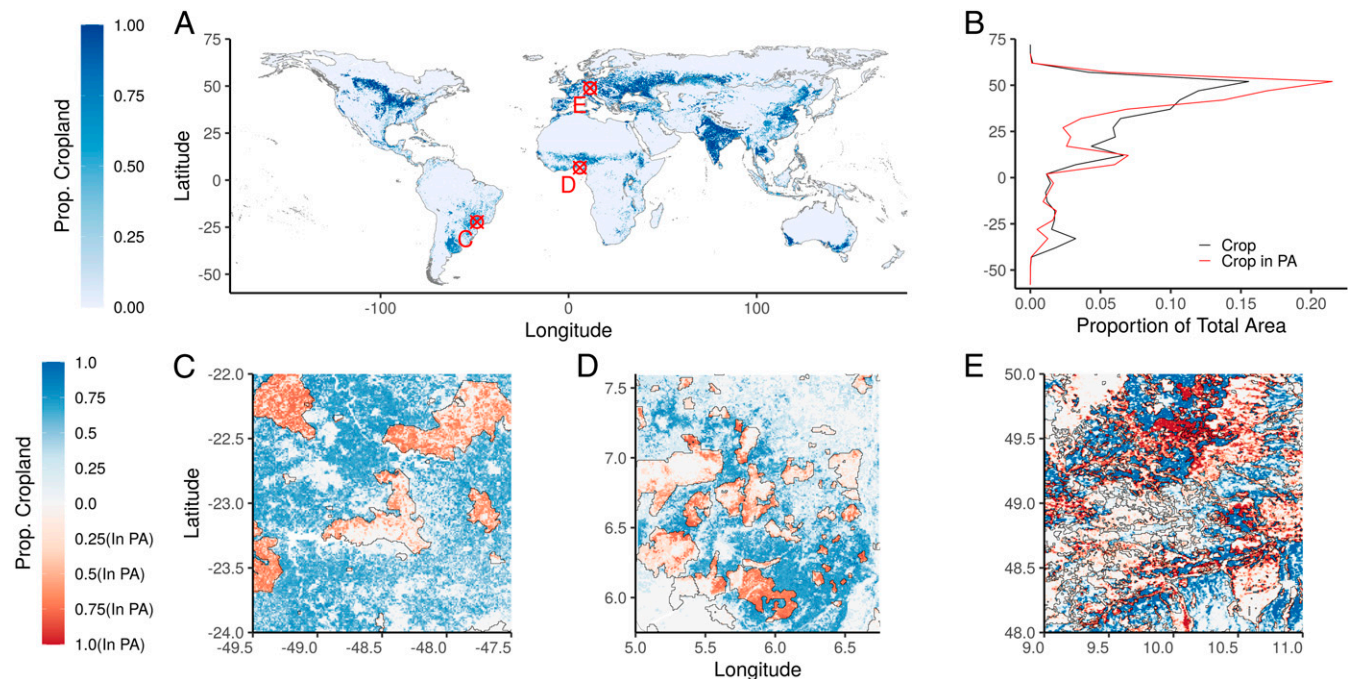 A
B
Prop. Cropland
1.00
0.75
0.50
0.25
0.00
Latitude
75
50
25
0
-25
-50
E
D
C
-100
0
100
Longitude
75
50
25
0
-25
-50
Crop
Crop in PA
0.00
0.05
0.10
0.15
0.20
Proportion of Total Area
C
D
E
Prop. Cropland
1.0
0.75
0.5
0.25
0.0
0.25(In PA)
0.5(In PA)
0.75(In PA)
1.0(In PA)
Latitude
-22.0
-22.5
-23.0
-23.5
-24.0
-49.5
-49.0
-48.5
-48.0
-47.5
7.5
7.0
6.5
6.0
5.0
5.5
6.0
6.5
Longitude
50.0
49.5
49.0
48.5
48.0
9.0
9.5
10.0
10.5
11.0